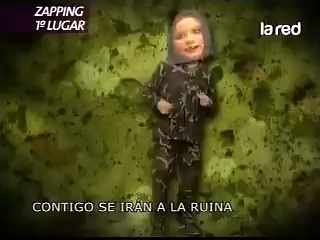 ZAPPING
1º LUGAR
la red
CONTIGO SE IRÁN A LA RUINA